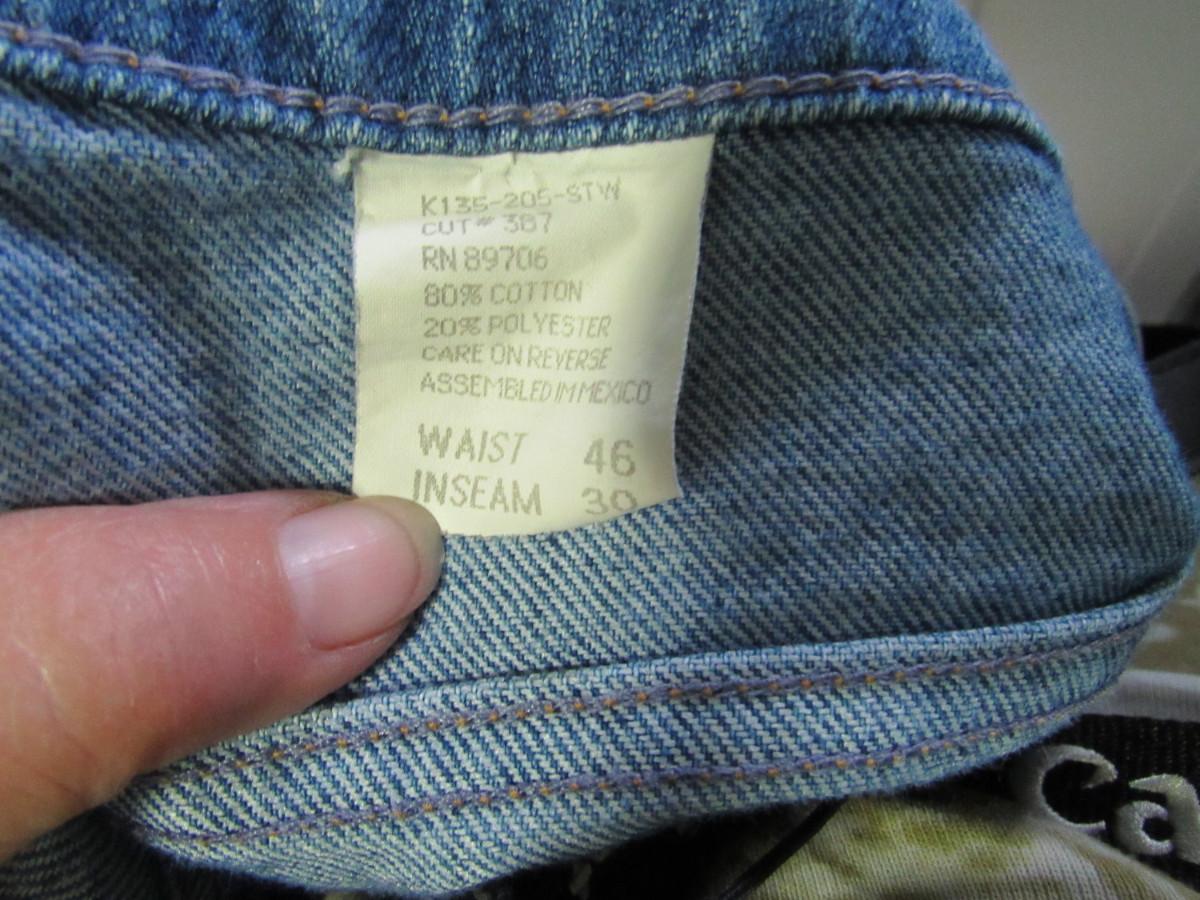 K135-205-STW
CUT# 387
RN 89706
80% COTTON
20% POLYESTER
CARE ON REVERSE
ASSEMBLED IN MEXICO
WAIST 46
INSEAM
Ca